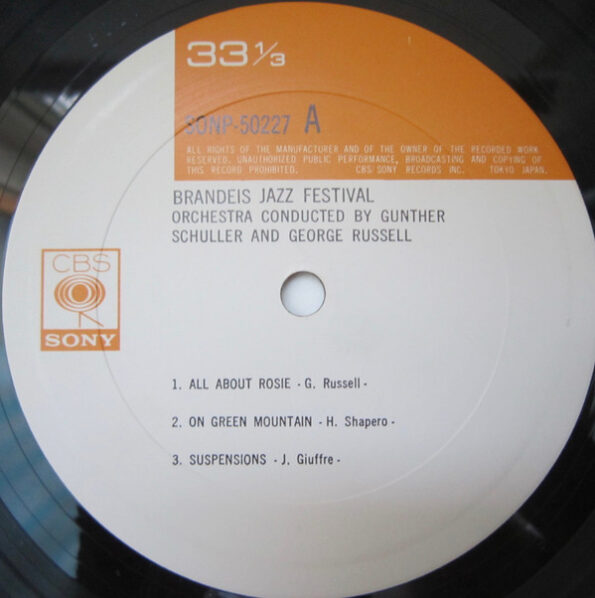 33 1/3
SONP-50227 A
ALL RIGHTS OF THE MANUFACTURER AND OF THE OWNER OF THE RECORDED WORK
RESERVED. UNAUTHORIZED PUBLIC PERFORMANCE, BROADCASTING AND COPYING OF
THIS RECORD PROHIBITED. CBS/SONY RECORDS INC. TOKYO JAPAN.
BRANDEIS JAZZ FESTIVAL
ORCHESTRA CONDUCTED BY GUNTHER
SCHULLER AND GEORGE RUSSELL
CBS
SONY
1. ALL ABOUT ROSIE - G. Russell -
2. ON GREEN MOUNTAIN - H. Shapero -
3. SUSPENSIONS - J. Giuffre -